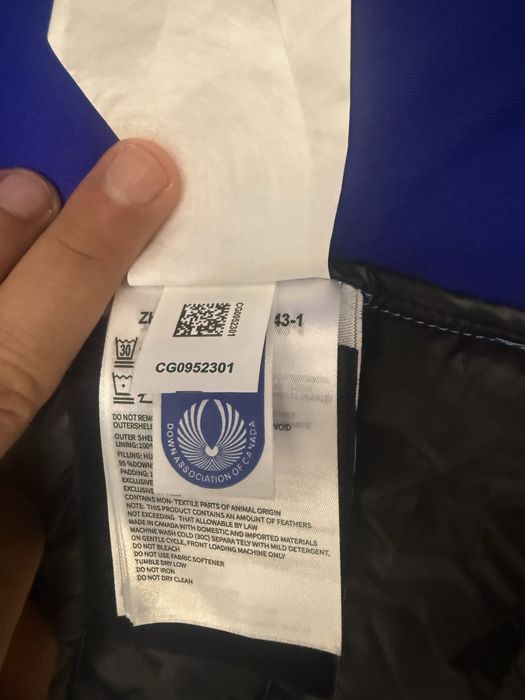 43-1
CG0952301
CG0952301
30
DO NOT REM
VOID
OUTERSHEL
OUTER SHE
LINING:100%
FILLING: HU
95 %DOWN
PADDING:
EXCLUSIVE
EXCLUSIVE
DOWN ASSOCIATION OF CANADA
CONTAINS MON-TEXTILE PARTS OF ANIMAL ORIGIN
NOTE: THIS PRODUCT CONTAINS AN AMOUNT OF FEATHERS
NOT EXCEEDING THAT ALLOWABLE BY LAW
MADE IN CANADA WITH DOMESTIC AND IMPORTED MATERIALS
MACHINE WASH COLD (30C) SEPARATELY WITH MILD DETERGENT,
ON GENTLE CYCLE, FRONT LOADING MACHINE ONLY
DO NOT BLEACH
DO NOT USE FABRIC SOFTENER
TUMBLE DRY LOW
DO NOT IRON
DO NOT DRY CLEAN